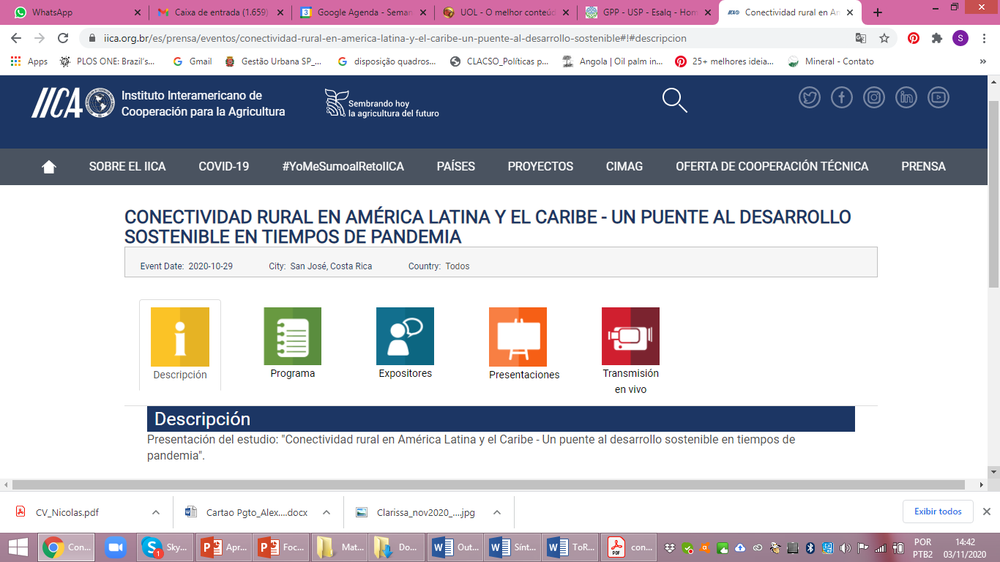 WhatsApp
Caixa de entrada (1.659)
Google Agenda - Seman
UOL - O melhor conteúd
GPP - USP - Esalq - Hom
Conectividad rural en Am
iica.org.br/es/prensa/eventos/conectividad-rural-en-america-latina-y-el-caribe-un-puente-al-desarrollo-sostenible#!#descripcion
S
Apps
PLOS ONE: Brazil's...
Gmail
Gestão Urbana SP_...
disposição quadros...
CLACSO_Políticas p...
Angola | Oil palm in...
25+ melhores ideia...
Mineral - Contato
IICA
Instituto Interamericano de
Cooperación para la Agricultura
Sembrando hoy
la agricultura del futuro
SOBRE EL IICA
COVID-19
#YoMeSumoalRetoIICA
PAÍSES
PROYECTOS
CIMAG
OFERTA DE COOPERACIÓN TÉCNICA
PRENSA
CONECTIVIDAD RURAL EN AMÉRICA LATINA Y EL CARIBE - UN PUENTE AL DESARROLLO
SOSTENIBLE EN TIEMPOS DE PANDEMIA
Event Date: 2020-10-29
City: San José, Costa Rica
Country: Todos
Descripción
Programa
Expositores
Presentaciones
Transmisión
en vivo
Descripción
Presentación del estudio: "Conectividad rural en América Latina y el Caribe - Un puente al desarrollo sostenible en tiempos de
pandemia".
CV_Nicolas.pdf
Cartao Pgto_Alex....docx
Clarissa_nov2020_....jpg
Exibir todos
Con...
Sky...
Apr...
Foc...
Mat...
Do...
Out...
Sínt...
ToR...
con...
POR
PTB2
14:42
03/11/2020